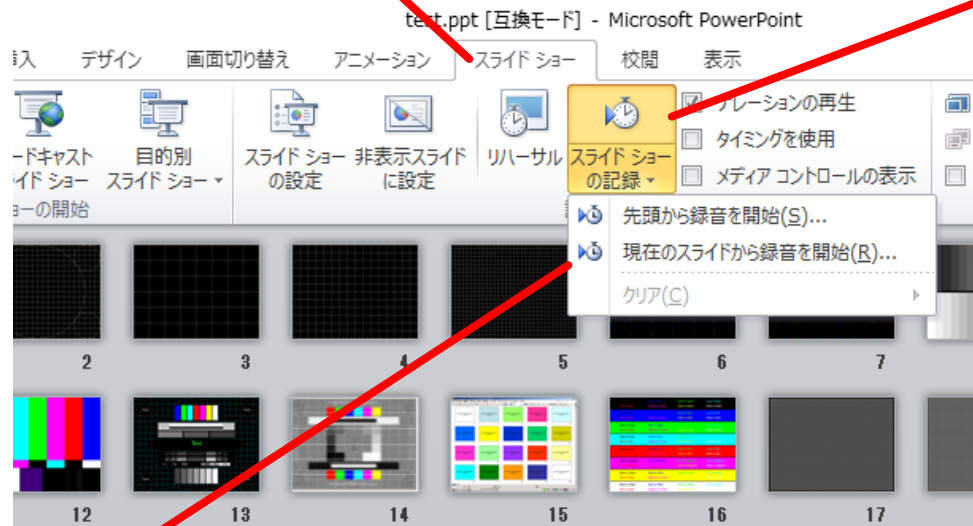 test.ppt [互換モード] - Microsoft PowerPoint
デザイン 画面切り替え アニメーション スライド ショー 校閲 表示
ードキャスト
イド ショー
目的別
スライド ショー
スライド ショー
の設定
非表示スライド
に設定
リハーサル
スライド ショー
の記録
ナレーションの再生
タイミングを使用
メディア コントロールの表示
ョーの開始
先頭から録音を開始(S)...
現在のスライドから録音を開始(R)...
クリア(C)
2 3 4 5 6 7
12 13 14 15 16 17